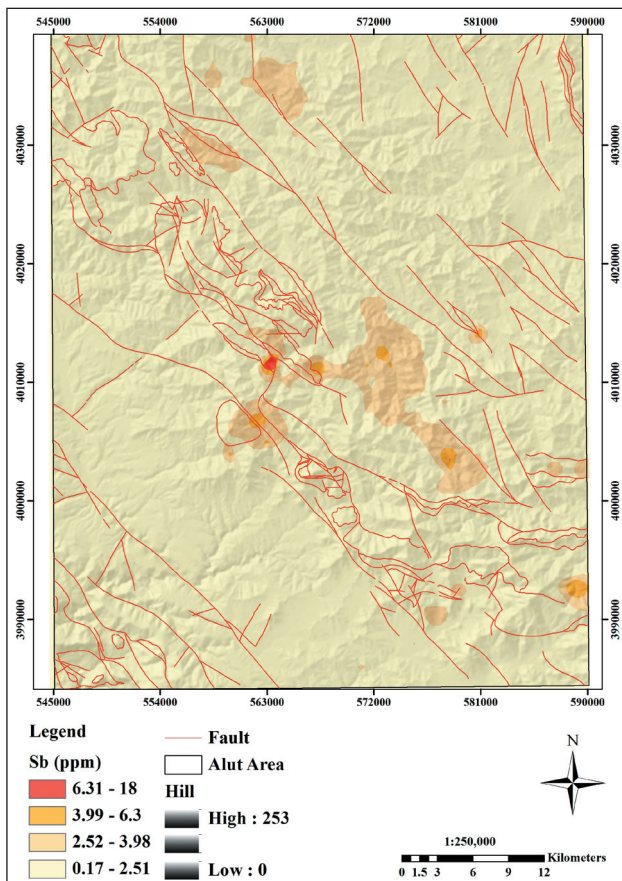 545000 554000 563000 572000 581000 590000
4030000 4030000
4020000 4020000
4010000 4010000
4000000 4000000
3990000 3990000
545000 554000 563000 572000 581000 590000
Legend
Sb (ppm)
6.31 - 18
3.99 - 6.3
2.52 - 3.98
0.17 - 2.51
Fault
Alut Area
Hill
High : 253
Low : 0
N
1:250,000
Kilometers
0 1.5 3 6 9 12